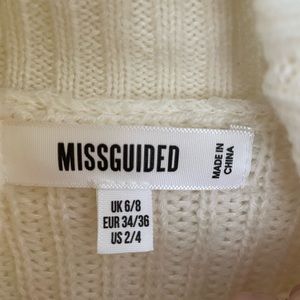 MISSGUIDED
MADE IN
CHINA
UK 6/8
EUR 34/36
US 2/4